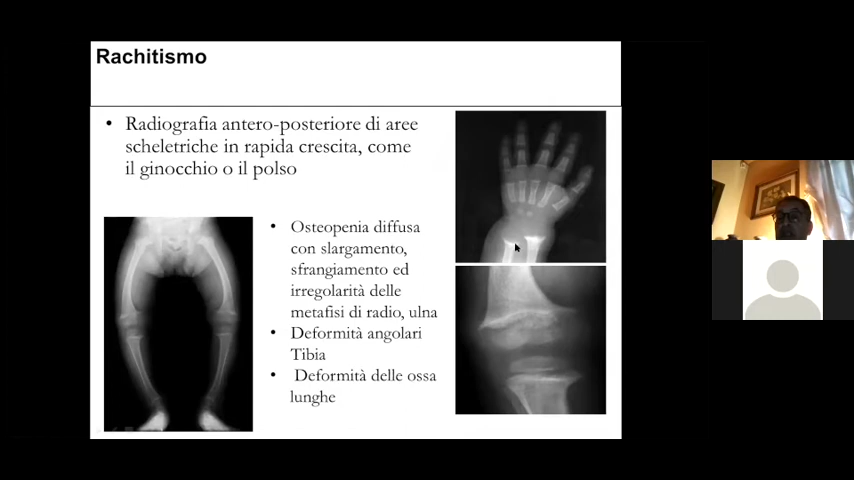 Rachitismo
• Radiografia antero-posteriore di aree
scheletriche in rapida crescita, come
il ginocchio o il polso
• Osteopenia diffusa
con slargamento,
sfrangiamento ed
irregolarità delle
metafisi di radio, ulna
• Deformità angolari
Tibia
• Deformità delle ossa
lunghe